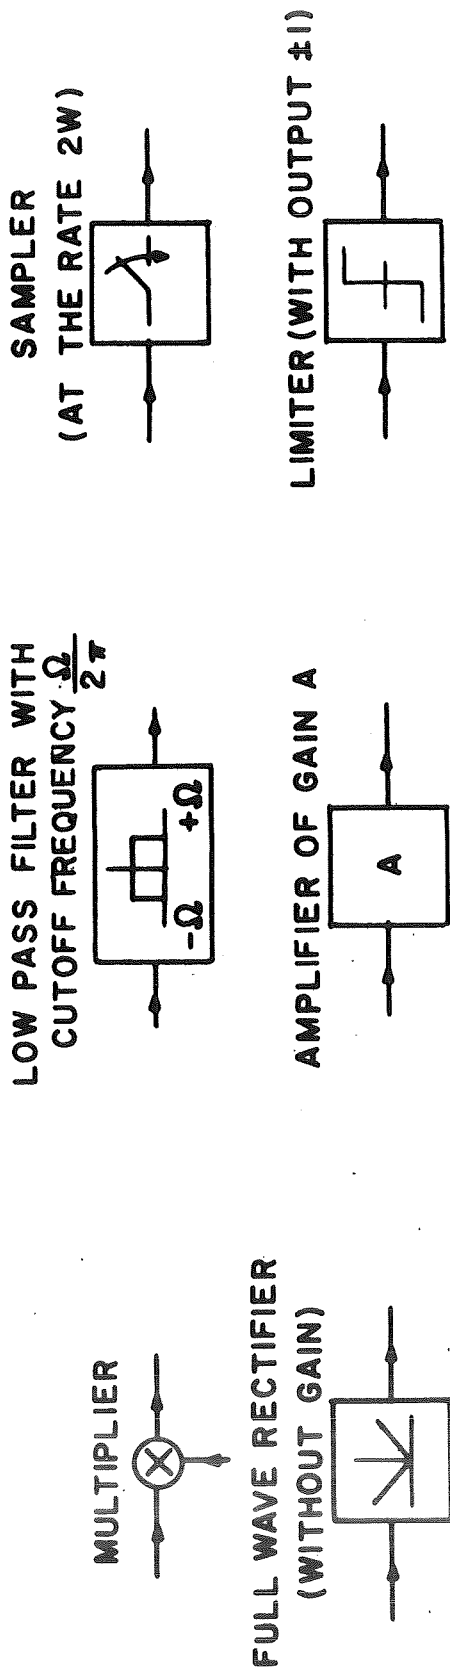 MULTIPLIER
LOW PASS FILTER WITH
CUTOFF FREQUENCY Ω/2π
-Ω +Ω
SAMPLER
(AT THE RATE 2W)
FULL WAVE RECTIFIER
(WITHOUT GAIN)
AMPLIFIER OF GAIN A
A
LIMITER (WITH OUTPUT ±1)